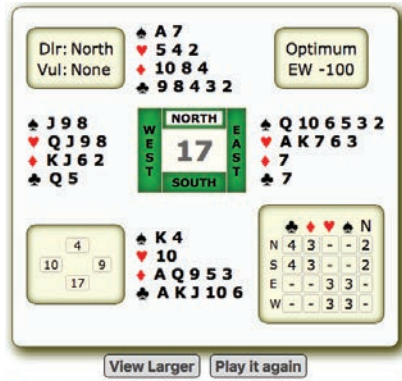 Dlr: North
Vul: None
♠ A 7
♥ 5 4 2
♦ 10 8 4
♣ 9 8 4 3 2
Optimum
EW -100
♠ J 9 8
♥ Q J 9 8
♦ K J 6 2
♣ Q 5
NORTH
WEST
17
EAST
SOUTH
♠ Q 10 6 5 3 2
♥ A K 7 6 3
♦ 7
♣ 7
4
10 9
17
♠ K 4
♥ 10
♦ A Q 9 5 3
♣ A K J 10 6
♣ ♦ ♥ ♠ N
N 4 3 - - 2
S 4 3 - - 2
E - - 3 3 -
W - - 3 3 -
View Larger Play it again